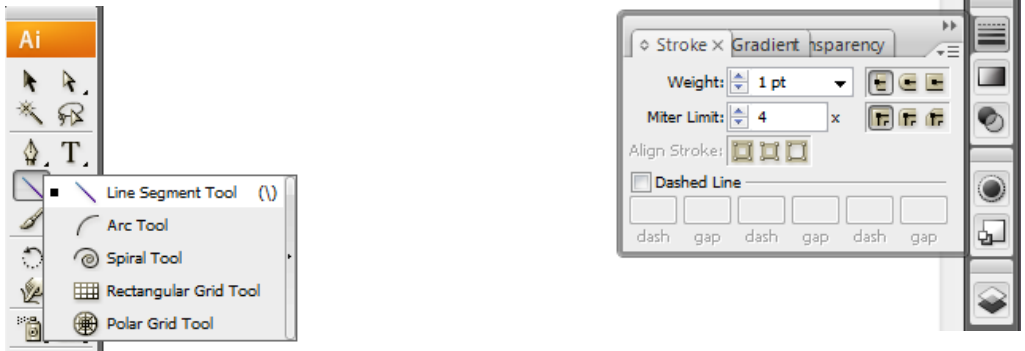 Ai
T
Line Segment Tool (\)
Arc Tool
Spiral Tool
Rectangular Grid Tool
Polar Grid Tool
Stroke × Gradient nsparency
Weight: 1 pt
Miter Limit: 4 x
Align Stroke:
Dashed Line
dash gap dash gap dash gap